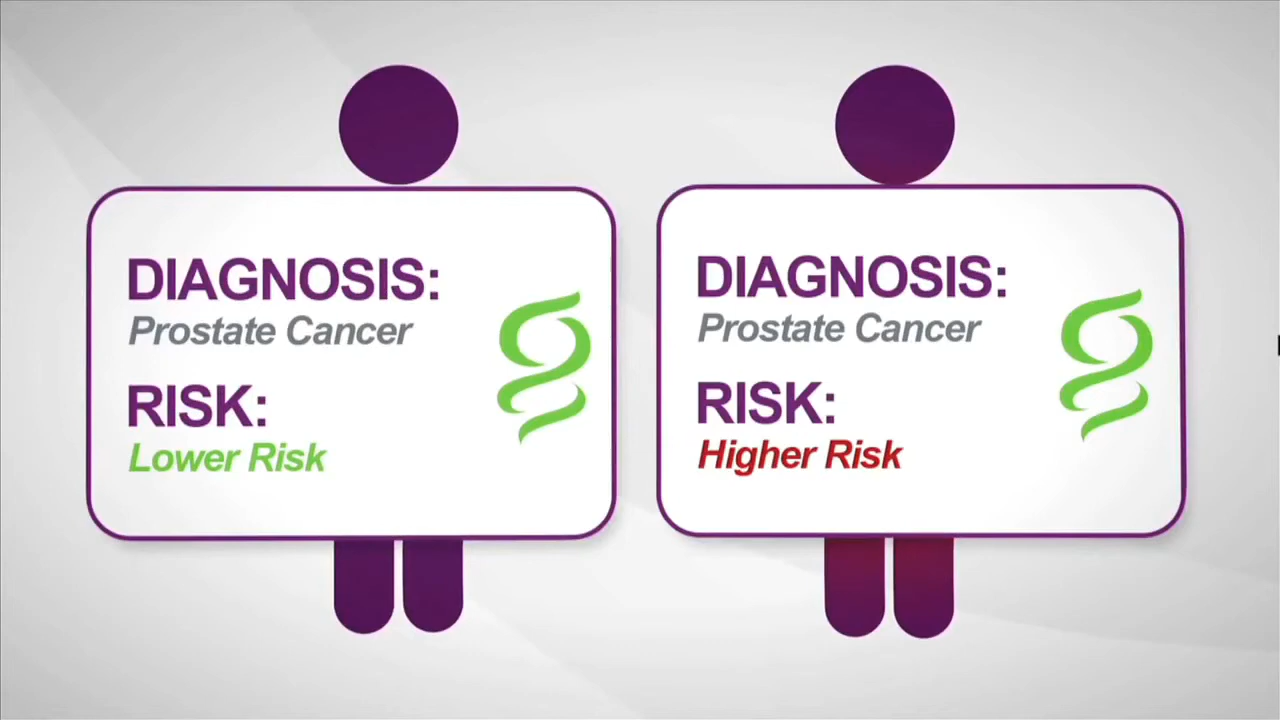 DIAGNOSIS:
Prostate Cancer
RISK:
Lower Risk
DIAGNOSIS:
Prostate Cancer
RISK:
Higher Risk